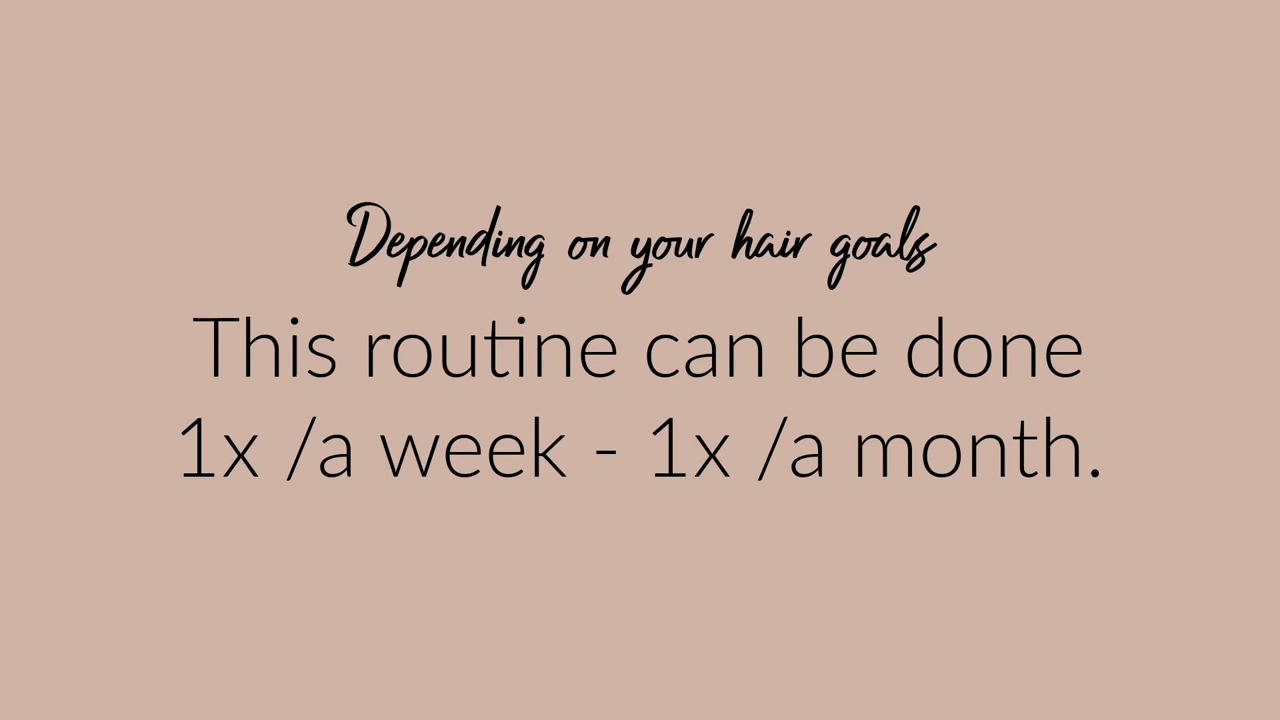 Depending on your hair goals
This routine can be done
1x /a week - 1x /a month.